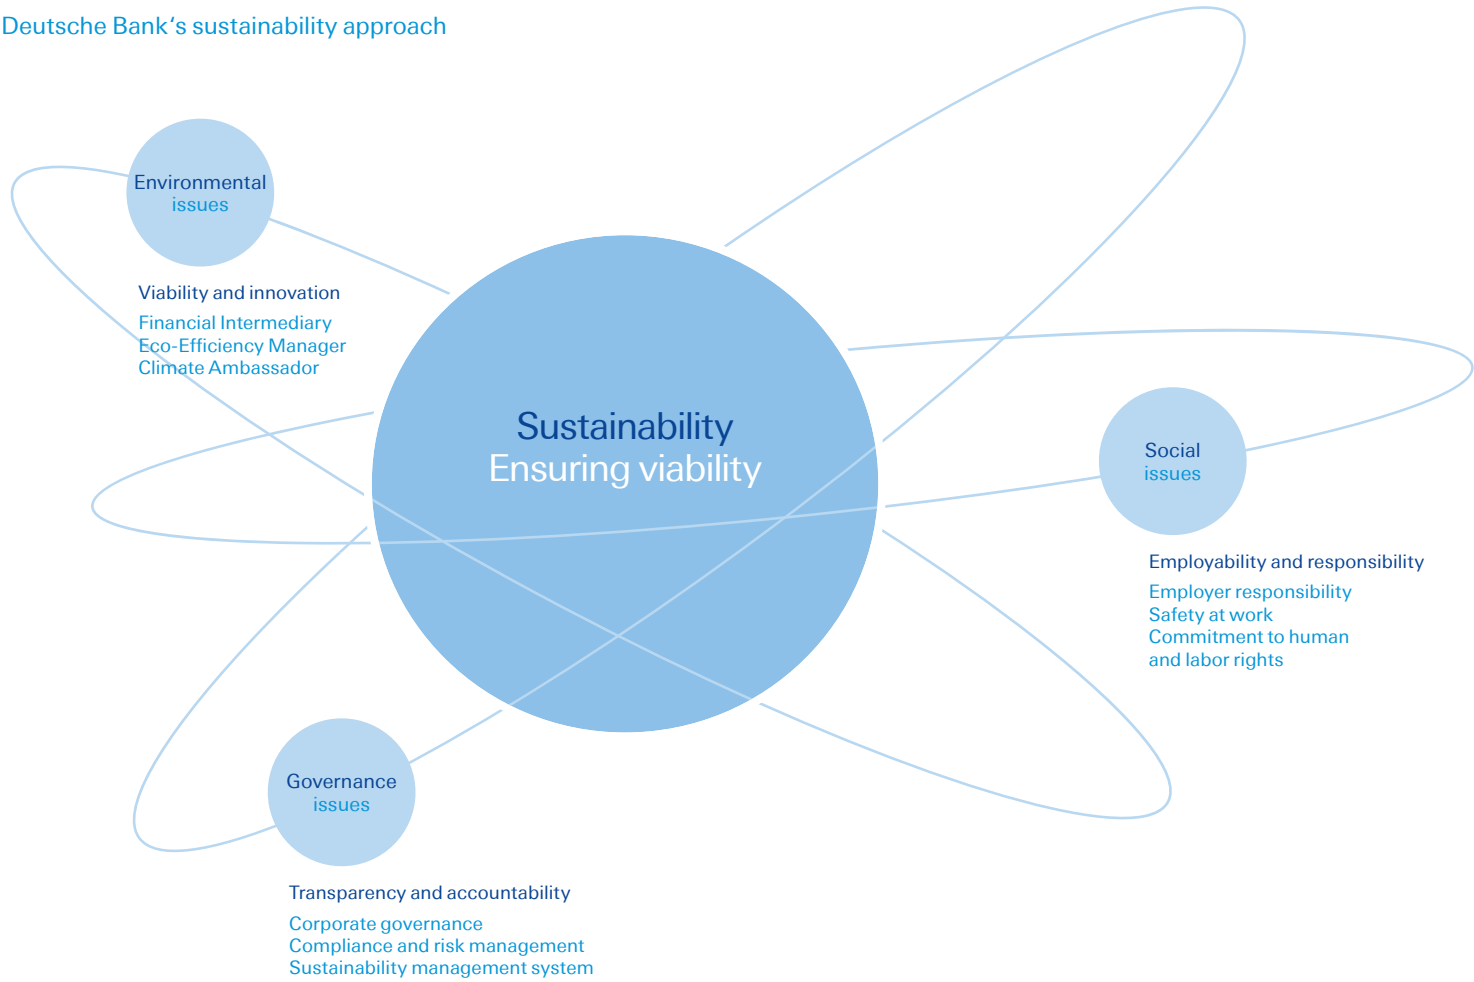 Deutsche Bank‘s sustainability approach
Environmental
issues
Viability and innovation
Financial Intermediary
Eco-Efficiency Manager
Climate Ambassador
Sustainability
Ensuring viability
Social
issues
Employability and responsibility
Employer responsibility
Safety at work
Commitment to human
and labor rights
Governance
issues
Transparency and accountability
Corporate governance
Compliance and risk management
Sustainability management system